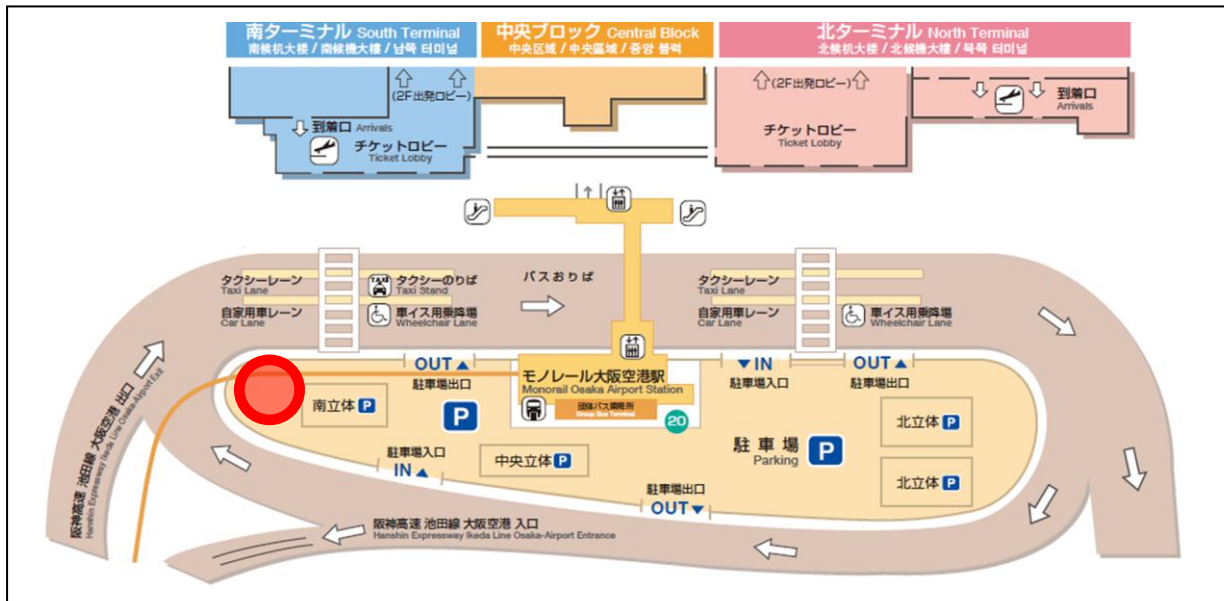 南ターミナル South Terminal
南候机大楼 / 南候機大樓 / 남쪽 터미널
中央ブロック Central Block
中央区域 / 中央區域 / 중앙 블럭
北ターミナル North Terminal
北候机大楼 / 北候機大樓 / 북쪽 터미널
(2F出発ロビー)
到着口 Arrivals
チケットロビー
Ticket Lobby
(2F出発ロビー)
チケットロビー
Ticket Lobby
到着口
Arrivals
タクシーレーン
Taxi Lane
自家用車レーン
Car Lane
TAXI
タクシーのりば
Taxi Stand
車イス用乗降場
Wheelchair Lane
バスおりば
タクシーレーン
Taxi Lane
自家用車レーン
Car Lane
車イス用乗降場
Wheelchair Lane
OUT▲
駐車場出口
モノレール大阪空港駅
Monorail Osaka Airport Station
団体バス乗降所
Group Bus Terminal
20
▼IN
駐車場入口
OUT▲
駐車場出口
南立体 P
P
駐車場入口
IN▲
中央立体 P
駐車場
Parking
P
北立体 P
北立体 P
駐車場出口
OUT▼
阪神高速 池田線 大阪空港 出口
Hanshin Expressway Ikeda Line Osaka-Airport Exit
阪神高速 池田線 大阪空港 入口
Hanshin Expressway Ikeda Line Osaka-Airport Entrance